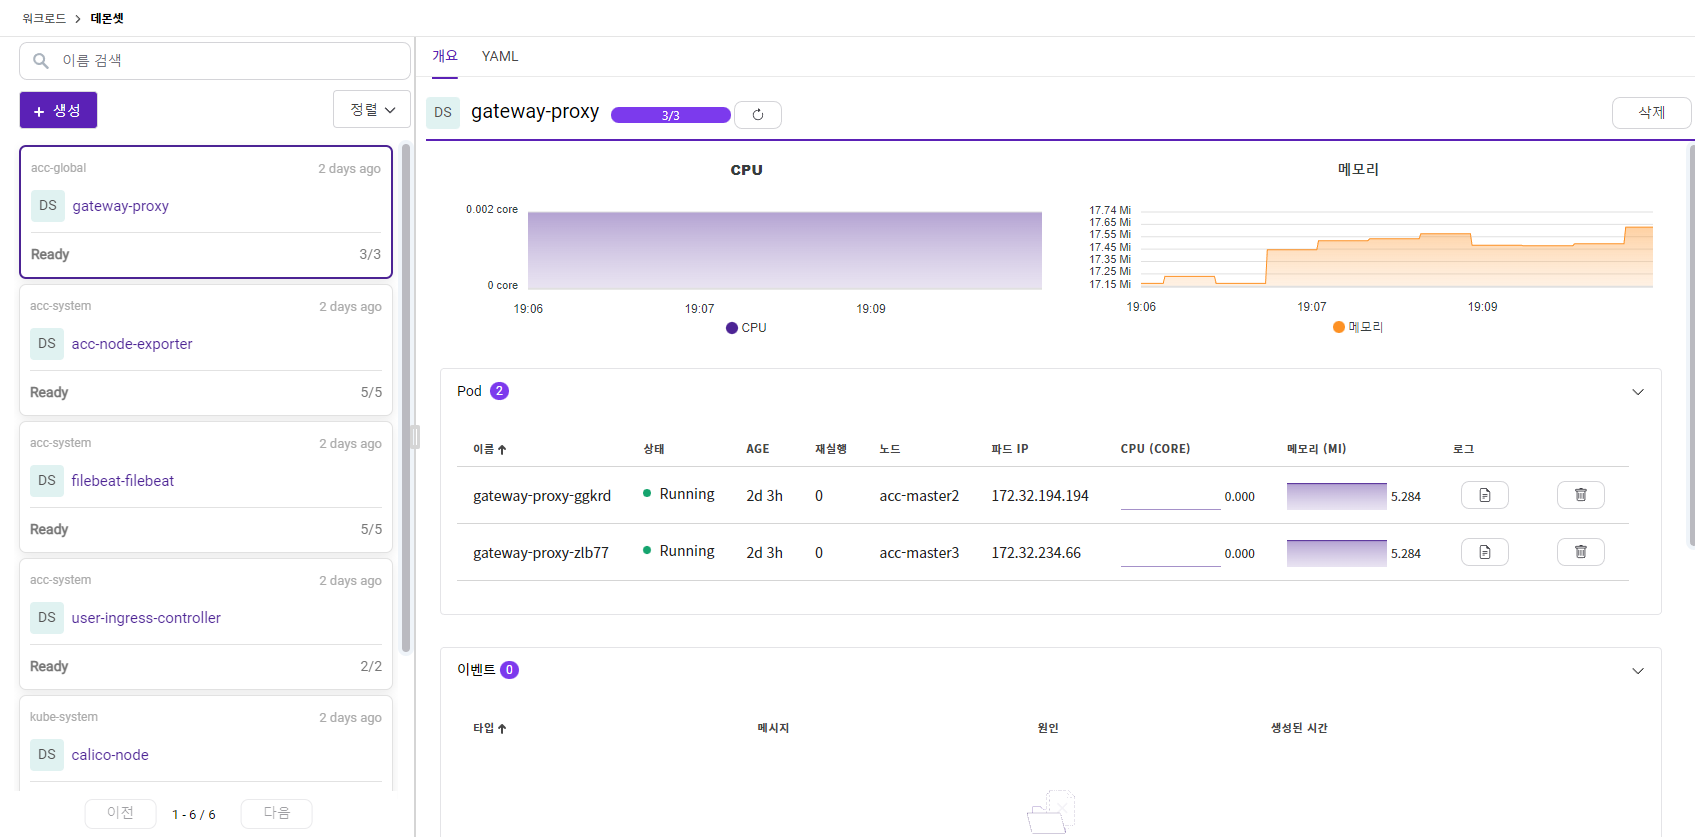 워크로드 > 데몬셋
이름 검색
+ 생성
정렬
acc-global 2 days ago
DS gateway-proxy
Ready 3/3
acc-system 2 days ago
DS acc-node-exporter
Ready 5/5
acc-system 2 days ago
DS filebeat-filebeat
Ready 5/5
acc-system 2 days ago
DS user-ingress-controller
Ready 2/2
kube-system 2 days ago
DS calico-node
이전 1 - 6 / 6 다음
개요 YAML
DS gateway-proxy 3/3 삭제
CPU
0.002 core
0 core
19:06 19:07 19:09
CPU
메모리
17.74 Mi
17.65 Mi
17.55 Mi
17.45 Mi
17.35 Mi
17.25 Mi
17.15 Mi
19:06 19:07 19:09
메모리
Pod 2
이름 상태 AGE 재실행 노드 파드 IP CPU (CORE) 메모리 (MI) 로그
gateway-proxy-ggkrd Running 2d 3h 0 acc-master2 172.32.194.194 0.000 5.284
gateway-proxy-zlb77 Running 2d 3h 0 acc-master3 172.32.234.66 0.000 5.284
이벤트 0
타입 메시지 원인 생성된 시간